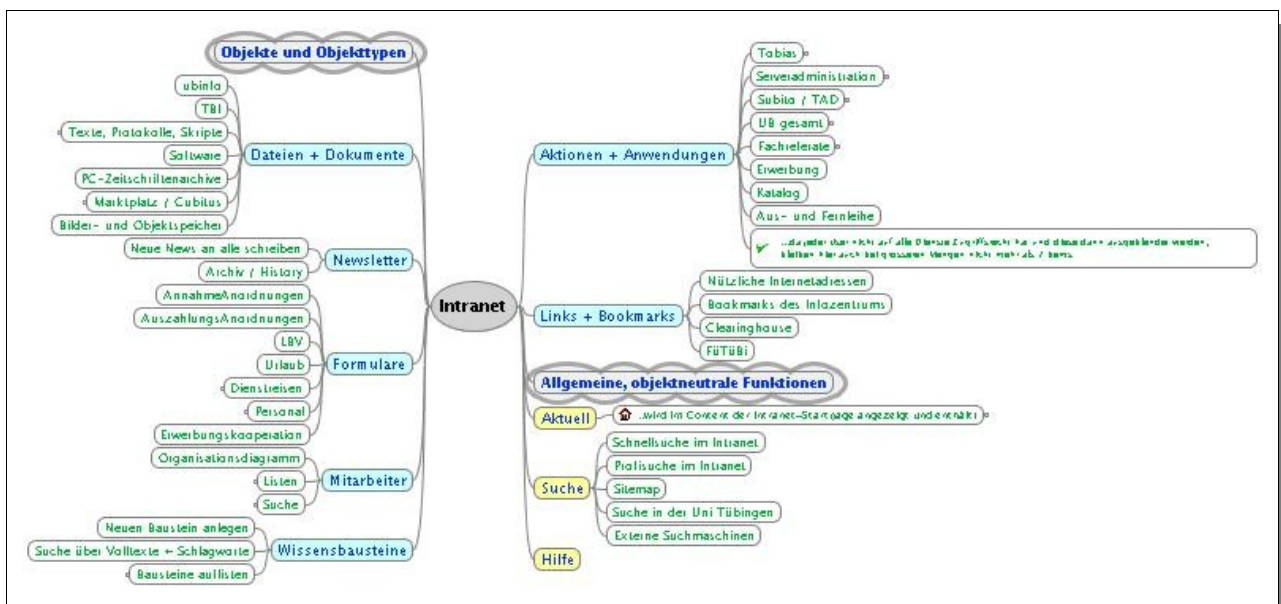 Objekte und Objekttypen
ubinfo
TBI
Texte, Protokolle, Skripte
Software
PC-Zeitschriftenarchive
Marktplatz / Cubitus
Bilder- und Objektspeicher
Dateien + Dokumente
Neue News an alle schreiben
Archiv / History
Newsletter
AnnahmeAnordnungen
AuszahlungsAnordnungen
LBV
Urlaub
Dienstreisen
Personal
Erwerbungskooperation
Formulare
Organisationsdiagramm
Listen
Suche
Mitarbeiter
Neuen Baustein anlegen
Suche über Volltexte + Schlagworte
Bausteine auflisten
Wissensbausteine
Intranet
Aktionen + Anwendungen
Tobias
Serveradministration
Subito / TAD
UB gesamt
Fachreferate
Erwerbung
Katalog
Aus- und Fernleihe
Links + Bookmarks
Nützliche Internetadressen
Bookmarks des Infozentrums
Clearinghouse
FüTüBi
Allgemeine, objektneutrale Funktionen
Aktuell
...wird im Content der Intranet-Startpage angezeigt und enthält
Suche
Schnellsuche im Intranet
Profisuche im Intranet
Sitemap
Suche in der Uni Tübingen
Externe Suchmaschinen
Hilfe